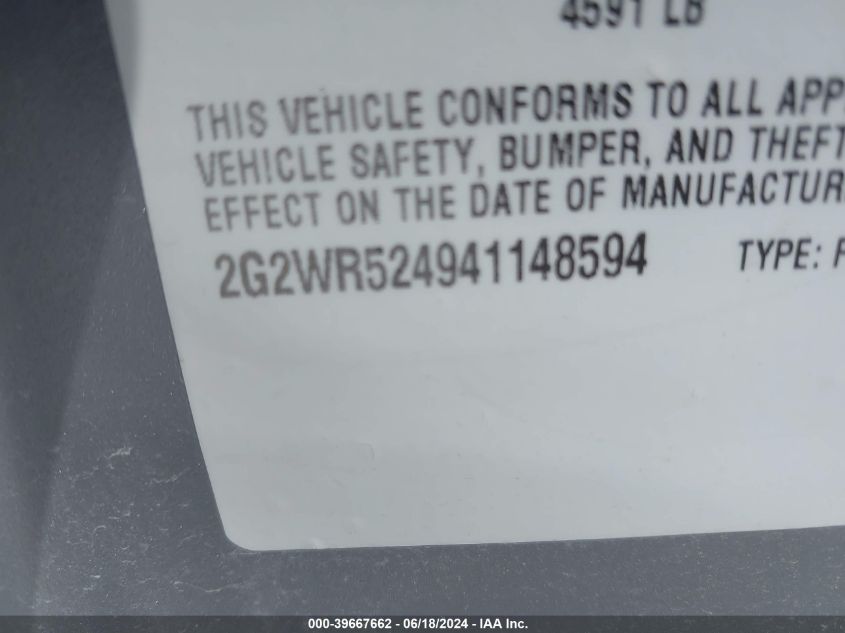 4591 LB
THIS VEHICLE CONFORMS TO ALL APP
VEHICLE SAFETY, BUMPER, AND THEFT
EFFECT ON THE DATE OF MANUFACTUR
2G2WR524941148594 TYPE: P
000-39667662 - 06/18/2024 - IAA Inc.